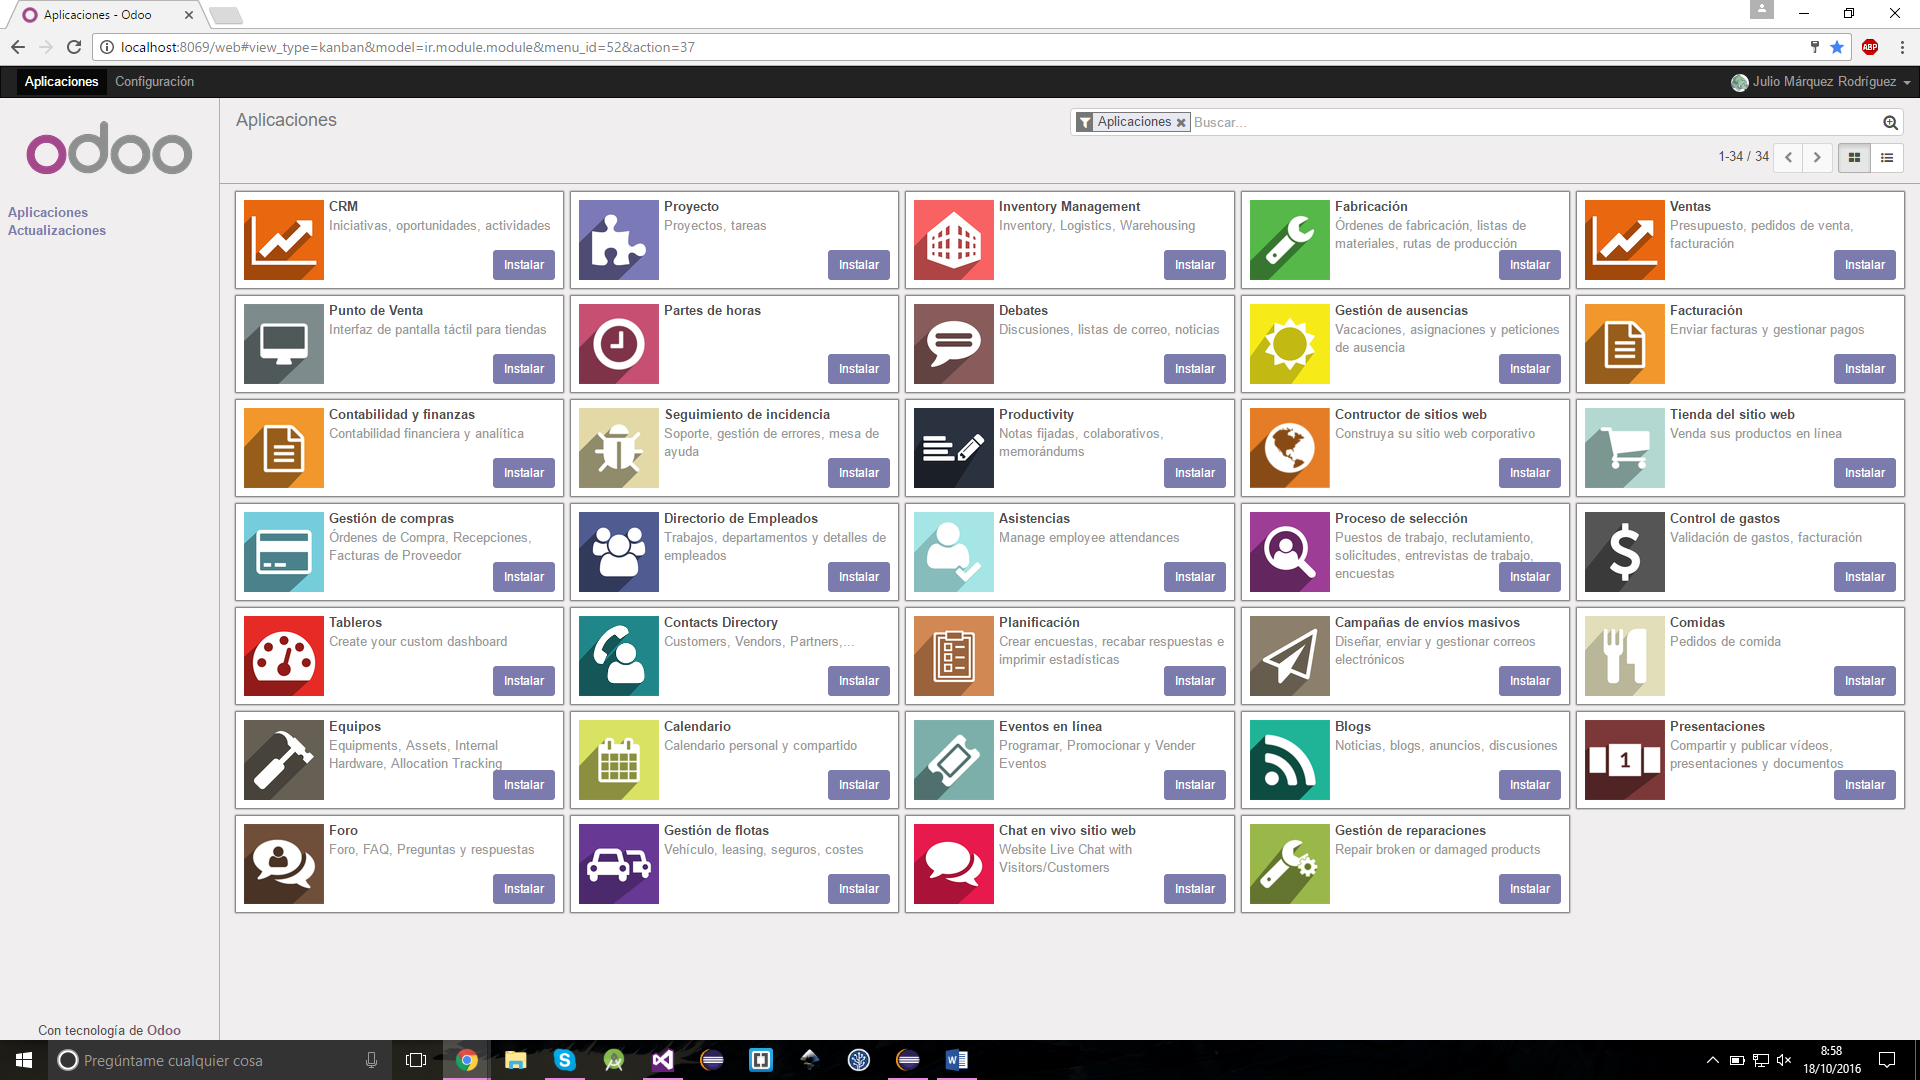 Aplicaciones - Odoo
localhost:8069/web#view_type=kanban&model=ir.module.module&menu_id=52&action=37
ABP
Aplicaciones Configuración
Julio Márquez Rodríguez
odoo
Aplicaciones
Actualizaciones
Aplicaciones
Aplicaciones Buscar...
1-34 / 34
CRM
Iniciativas, oportunidades, actividades
Instalar
Proyecto
Proyectos, tareas
Instalar
Inventory Management
Inventory, Logistics, Warehousing
Instalar
Fabricación
Órdenes de fabricación, listas de
materiales, rutas de producción
Instalar
Ventas
Presupuesto, pedidos de venta,
facturación
Instalar
Punto de Venta
Interfaz de pantalla táctil para tiendas
Instalar
Partes de horas
Instalar
Debates
Discusiones, listas de correo, noticias
Instalar
Gestión de ausencias
Vacaciones, asignaciones y peticiones
de ausencia
Instalar
Facturación
Enviar facturas y gestionar pagos
Instalar
Contabilidad y finanzas
Contabilidad financiera y analítica
Instalar
Seguimiento de incidencia
Soporte, gestión de errores, mesa de
ayuda
Instalar
Productivity
Notas fijadas, colaborativos,
memorándums
Instalar
Contructor de sitios web
Construya su sitio web corporativo
Instalar
Tienda del sitio web
Venda sus productos en línea
Instalar
Gestión de compras
Órdenes de Compra, Recepciones,
Facturas de Proveedor
Instalar
Directorio de Empleados
Trabajos, departamentos y detalles de
empleados
Instalar
Asistencias
Manage employee attendances
Instalar
Proceso de selección
Puestos de trabajo, reclutamiento,
solicitudes, entrevistas de trabajo,
encuestas
Instalar
Control de gastos
Validación de gastos, facturación
Instalar
Tableros
Create your custom dashboard
Instalar
Contacts Directory
Customers, Vendors, Partners,...
Instalar
Planificación
Crear encuestas, recabar respuestas e
imprimir estadísticas
Instalar
Campañas de envíos masivos
Diseñar, enviar y gestionar correos
electrónicos
Instalar
Comidas
Pedidos de comida
Instalar
Equipos
Equipments, Assets, Internal
Hardware, Allocation Tracking
Instalar
Calendario
Calendario personal y compartido
Instalar
Eventos en línea
Programar, Promocionar y Vender
Eventos
Instalar
Blogs
Noticias, blogs, anuncios, discusiones
Instalar
1
Presentaciones
Compartir y publicar vídeos,
presentaciones y documentos
Instalar
Foro
Foro, FAQ, Preguntas y respuestas
Instalar
Gestión de flotas
Vehículo, leasing, seguros, costes
Instalar
Chat en vivo sitio web
Website Live Chat with
Visitors/Customers
Instalar
Gestión de reparaciones
Repair broken or damaged products
Instalar
Con tecnología de Odoo
Pregúntame cualquier cosa
8:58
18/10/2016